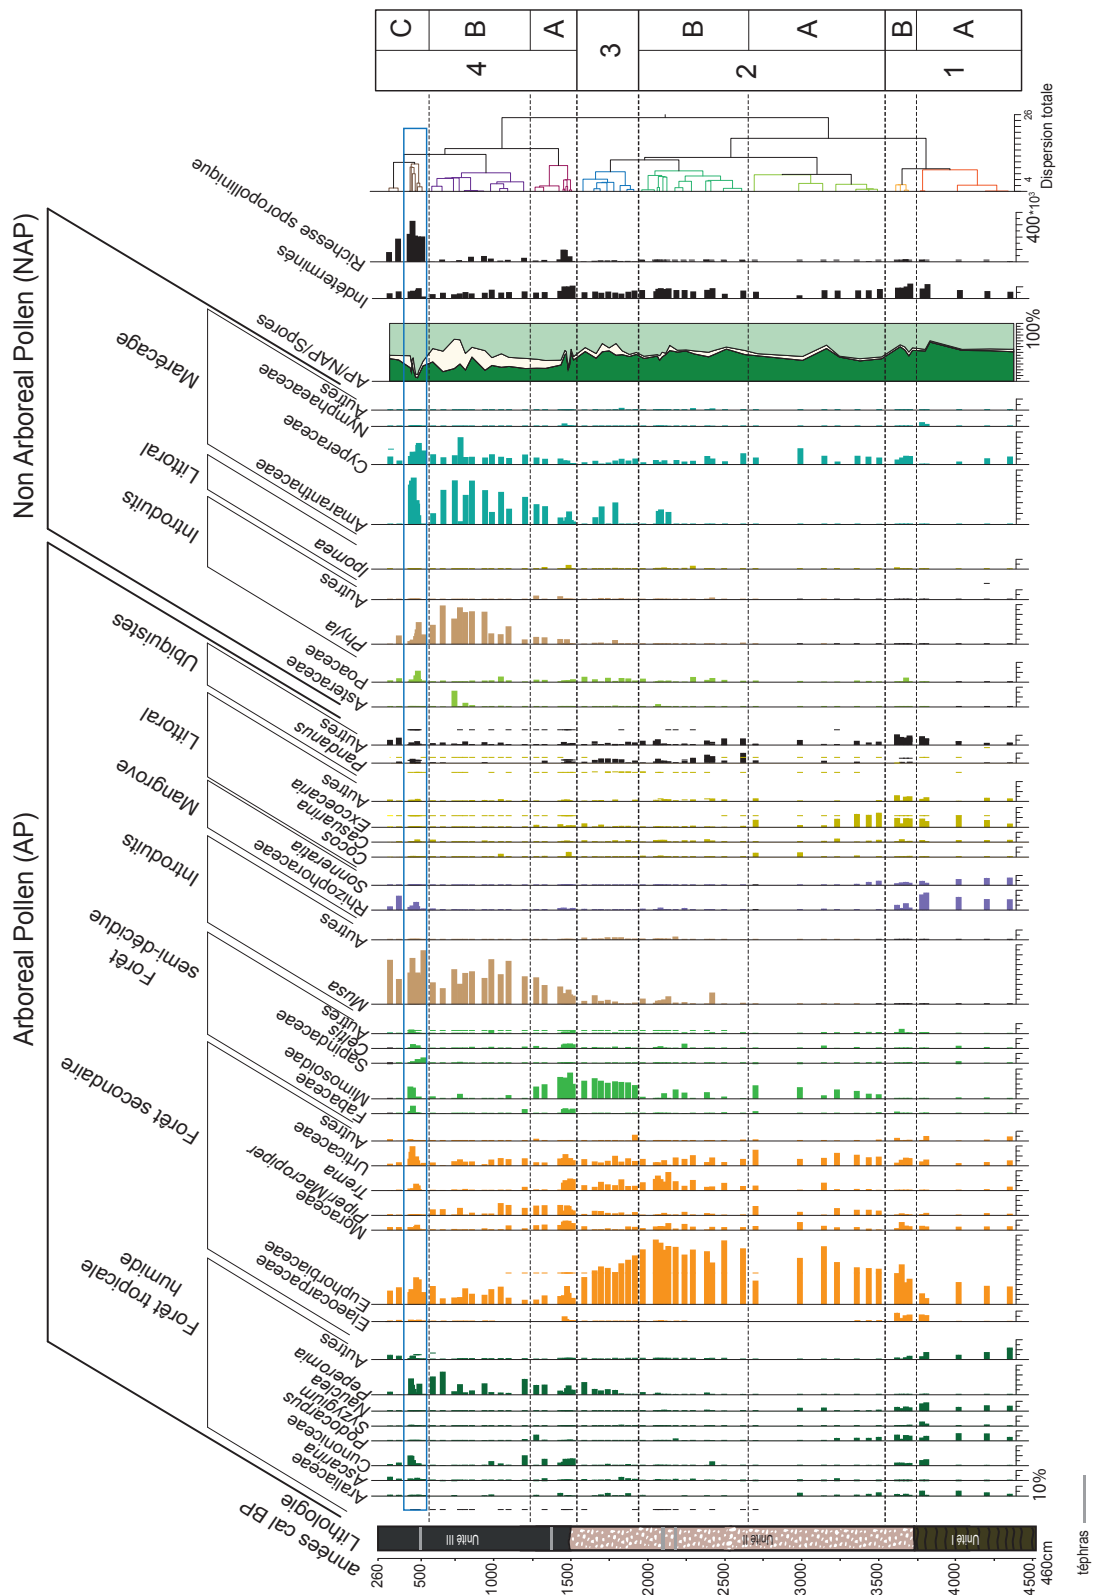 Arboreal Pollen (AP)
Non Arboreal Pollen (NAP)
Forêt tropicale
humide
Forêt secondaire
Forêt
semi-décidue
Introduits
Mangrove
Littoral
Ubiquistes
Introduits
Littoral
Marécage
années cal BP
Lithologie
Araliaceae
Ascarina
Cunoniceae
Podocarpus
Syzygium
Nauclea
Peperomia
Autres
Elaeocarpaceae
Euphorbiaceae
Moraceae
Piper/Macropiper
Trema
Urticaceae
Autres
Fabaceae
Mimosoidae
Sapindaceae
Celtis
Autres
Musa
Autres
Rhizophoraceae
Sonneratia
Cocos
Casuarina
Excoecaria
Autres
Pandanus
Autres
Asteraceae
Poaceae
Phyla
Autres
Ipomea
Amaranthaceae
Cyperaceae
Nymphaeaceae
Autres
AP/NAP/Spores
Indéterminés
Richesse sporopollinique
C
B
A
3
B
A
B
A
4
2
1
260
500
1000
1500
2000
2500
3000
3500
4000
4500
460cm
Unité III
Unité II
Unité I
10%
100%
400*10³
4
26
Dispersion totale
téphras